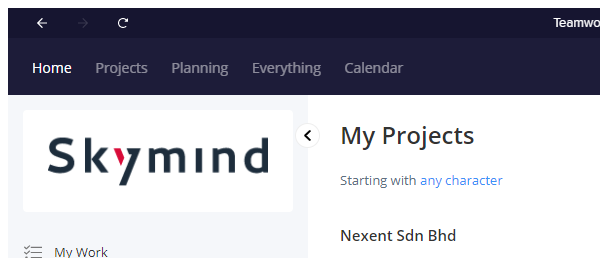 Teamwo
Home Projects Planning Everything Calendar
Skymind
My Projects
Starting with any character
Nexent Sdn Bhd
My Work